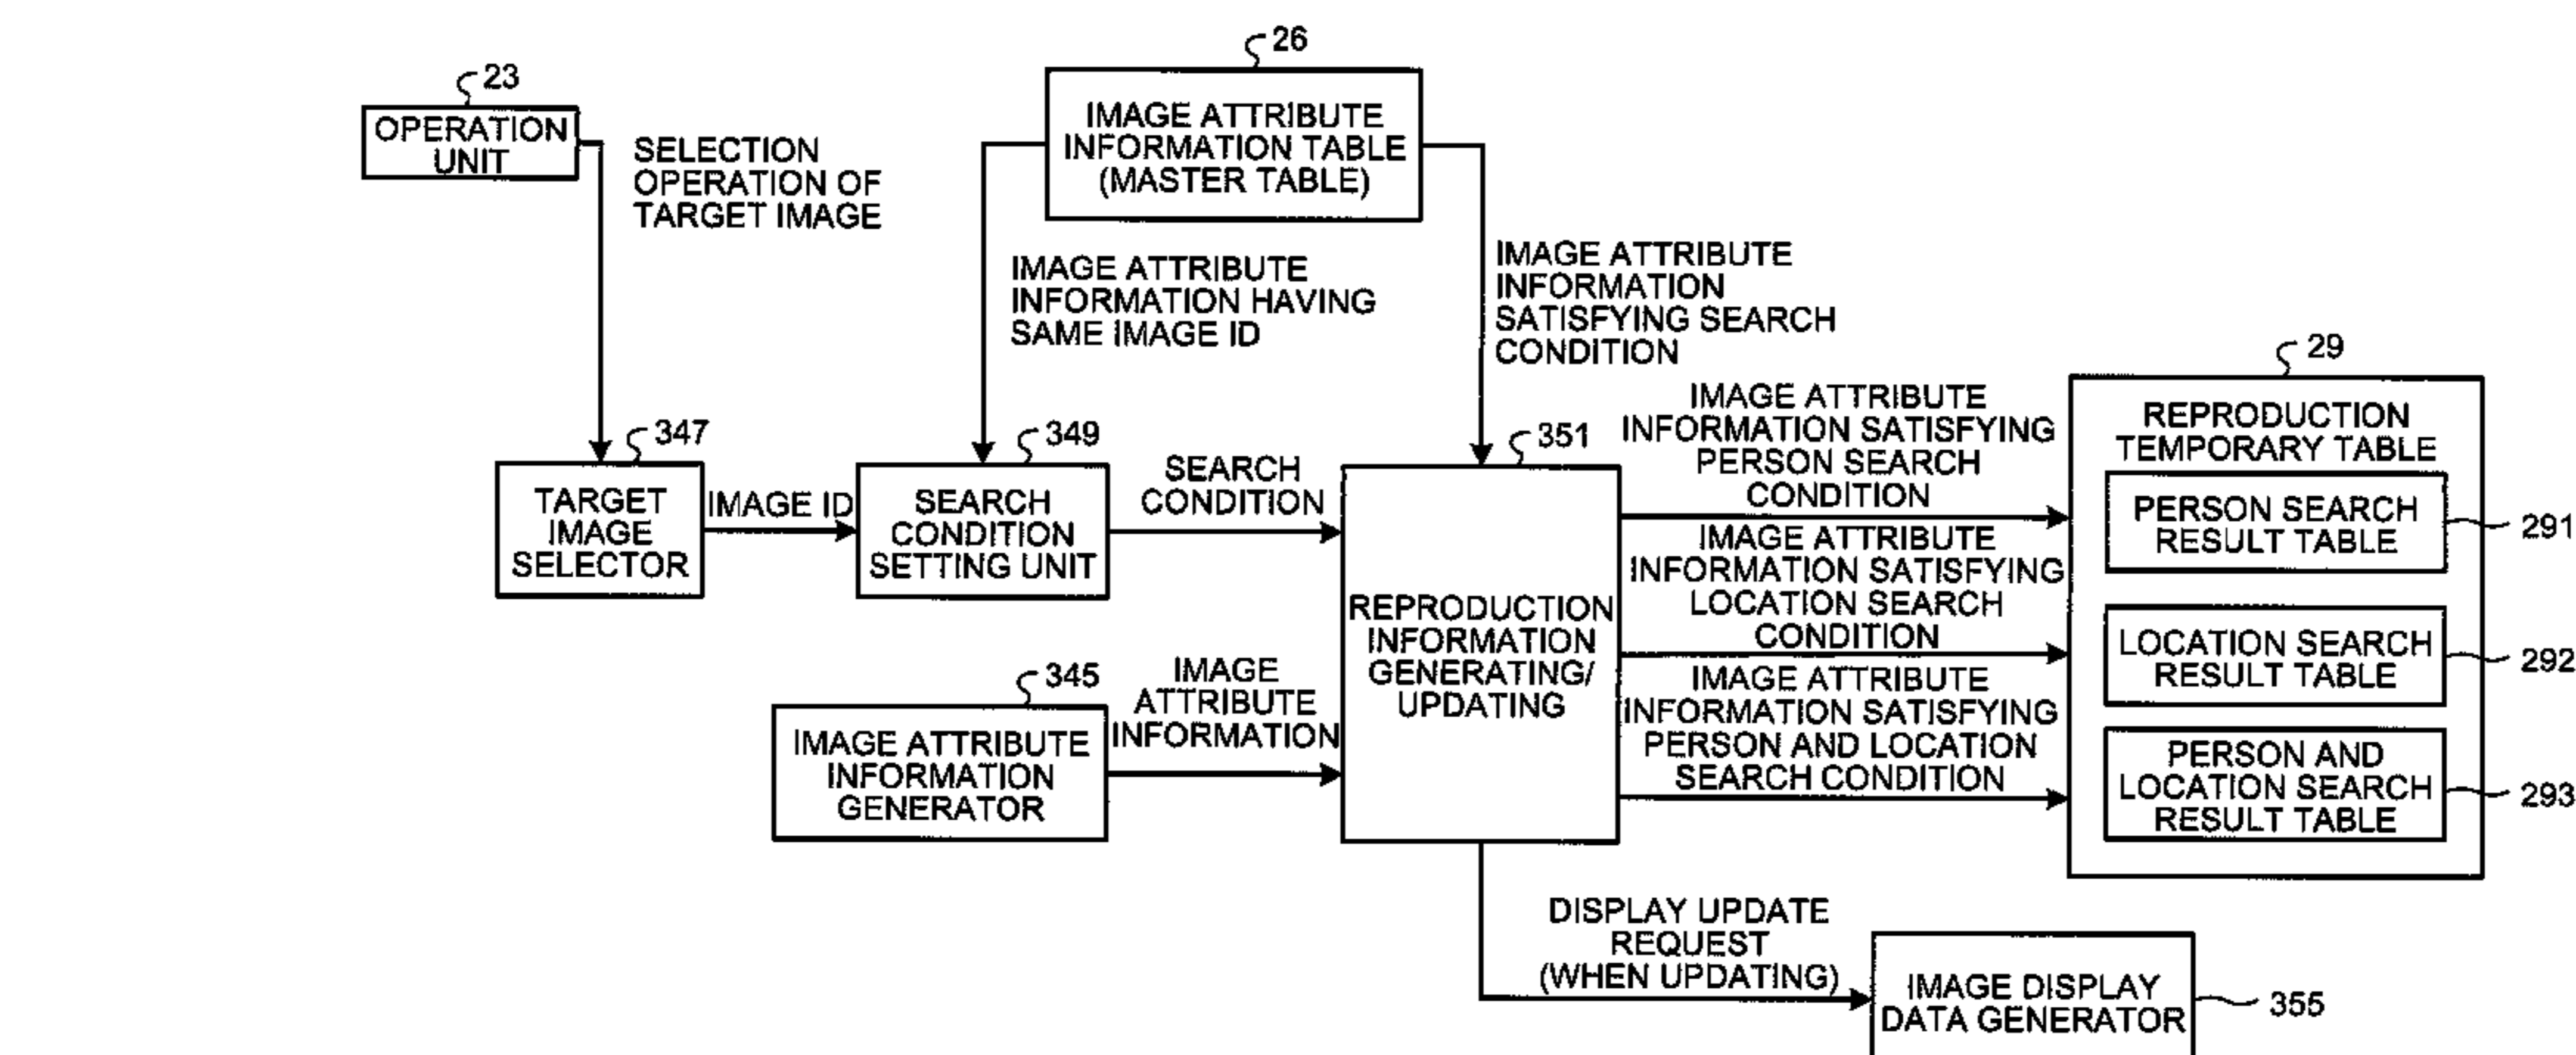 26
23
OPERATION
UNIT
SELECTION
OPERATION OF
TARGET IMAGE
IMAGE ATTRIBUTE
INFORMATION TABLE
(MASTER TABLE)
IMAGE ATTRIBUTE
INFORMATION HAVING
SAME IMAGE ID
IMAGE ATTRIBUTE
INFORMATION
SATISFYING SEARCH
CONDITION
347
TARGET
IMAGE
SELECTOR
IMAGE ID
349
SEARCH
CONDITION
SETTING UNIT
SEARCH
CONDITION
345
IMAGE ATTRIBUTE
INFORMATION
GENERATOR
IMAGE
ATTRIBUTE
INFORMATION
351
REPRODUCTION
INFORMATION
GENERATING/
UPDATING
IMAGE ATTRIBUTE
INFORMATION SATISFYING
PERSON SEARCH
CONDITION
IMAGE ATTRIBUTE
INFORMATION SATISFYING
LOCATION SEARCH
CONDITION
IMAGE ATTRIBUTE
INFORMATION SATISFYING
PERSON AND LOCATION
SEARCH CONDITION
29
REPRODUCTION
TEMPORARY TABLE
PERSON SEARCH
RESULT TABLE
291
LOCATION SEARCH
RESULT TABLE
292
PERSON AND
LOCATION SEARCH
RESULT TABLE
293
DISPLAY UPDATE
REQUEST
(WHEN UPDATING)
IMAGE DISPLAY
DATA GENERATOR
355